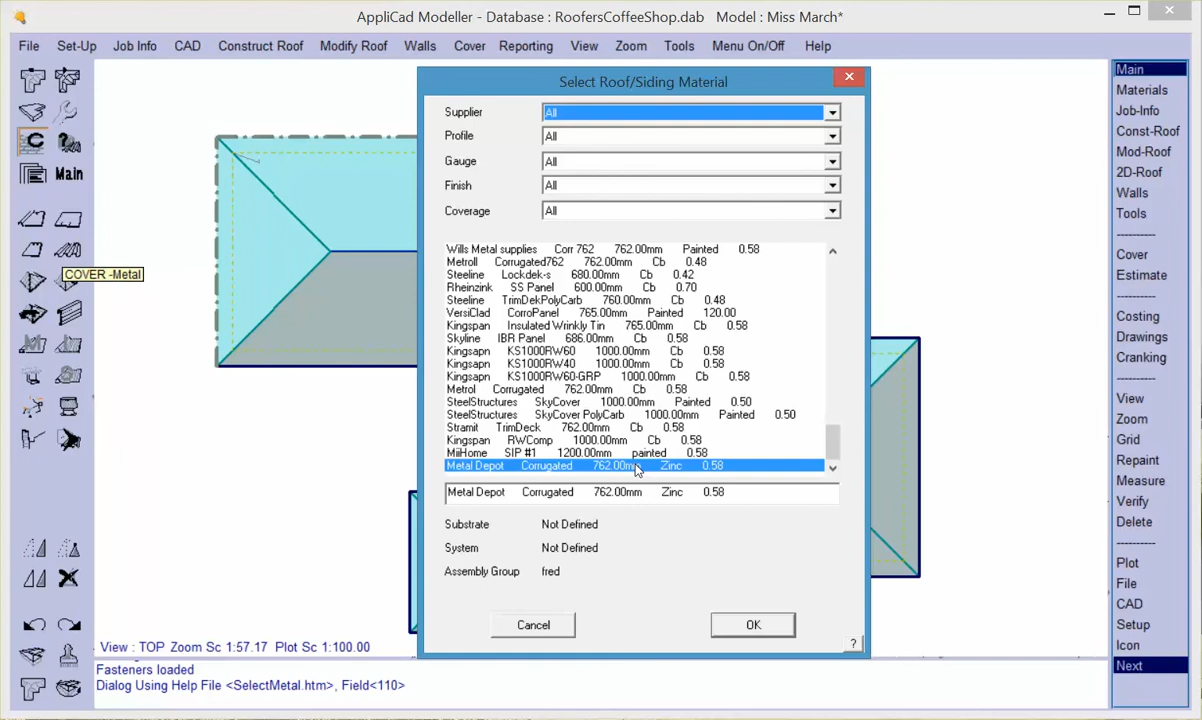 AppliCad Modeller - Database : RoofersCoffeeShop.dab Model : Miss March*
File Set-Up Job Info CAD Construct Roof Modify Roof Walls Cover Reporting View Zoom Tools Menu On/Off Help
C
Main
COVER -Metal
Select Roof/Siding Material
Supplier All
Profile All
Gauge All
Finish All
Coverage All
Wills Metal supplies Corr 762 762.00mm Painted 0.58
Metroll Corrugated762 762.00mm Cb 0.48
Steeline Lockdek-s 680.00mm Cb 0.42
Rheinzink SS Panel 600.00mm Cb 0.70
Steeline TrimDekPolyCarb 760.00mm Cb 0.48
VersiClad CorroPanel 765.00mm Painted 120.00
Kingspan Insulated Wrinkly Tin 765.00mm Cb 0.58
Skyline IBR Panel 686.00mm Cb 0.58
Kingsapn KS1000RW60 1000.00mm Cb 0.58
Kingsapn KS1000RW40 1000.00mm Cb 0.58
Kingsapn KS1000RW60-GRP 1000.00mm Cb 0.58
Metrol Corrugated 762.00mm Cb 0.58
SteelStructures SkyCover 1000.00mm Painted 0.50
SteelStructures SkyCover PolyCarb 1000.00mm Painted 0.50
Stramit TrimDeck 762.00mm Cb 0.58
Kingspan RWComp 1000.00mm Cb 0.58
MiiHome SIP #1 1200.00mm painted 0.58
Metal Depot Corrugated 762.00mm Zinc 0.58
Metal Depot Corrugated 762.00mm Zinc 0.58
Substrate Not Defined
System Not Defined
Assembly Group fred
Cancel OK
?
Main
Materials
Job-Info
Const-Roof
Mod-Roof
2D-Roof
Walls
Tools
----------
Cover
Estimate
----------
Costing
Drawings
Cranking
----------
View
Zoom
Grid
Repaint
Measure
Verify
Delete
----------
Plot
File
CAD
Setup
Icon
Next
View : TOP Zoom Sc 1:57.17 Plot Sc 1:100.00
Fasteners loaded
Dialog Using Help File <SelectMetal.htm>, Field<110>